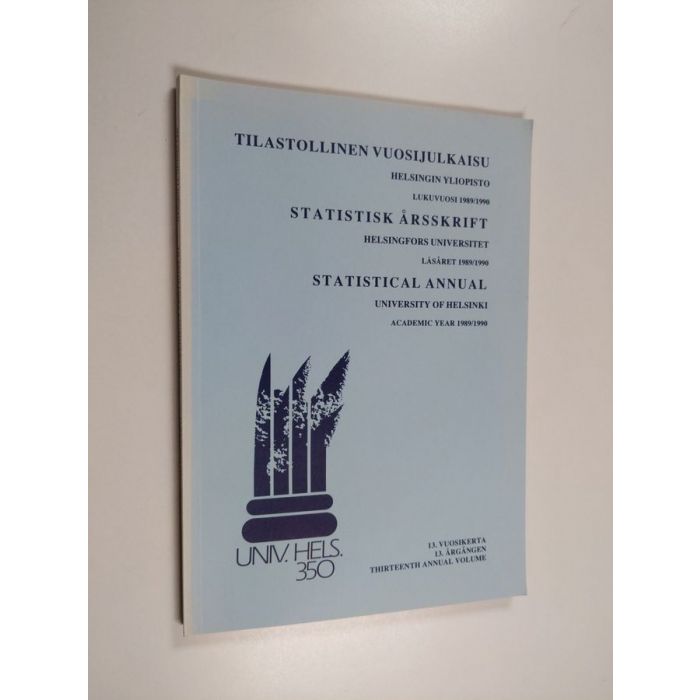 TILASTOLLINEN VUOSIJULKAISU
HELSINGIN YLIOPISTO
LUKUVUOSI 1989/1990
STATISTISK ÅRSSKRIFT
HELSINGFORS UNIVERSITET
LÄSÅRET 1989/1990
STATISTICAL ANNUAL
UNIVERSITY OF HELSINKI
ACADEMIC YEAR 1989/1990
UNIV. HELS.
350
13. VUOSIKERTA
13. ÅRGÅNGEN
THIRTEENTH ANNUAL VOLUME